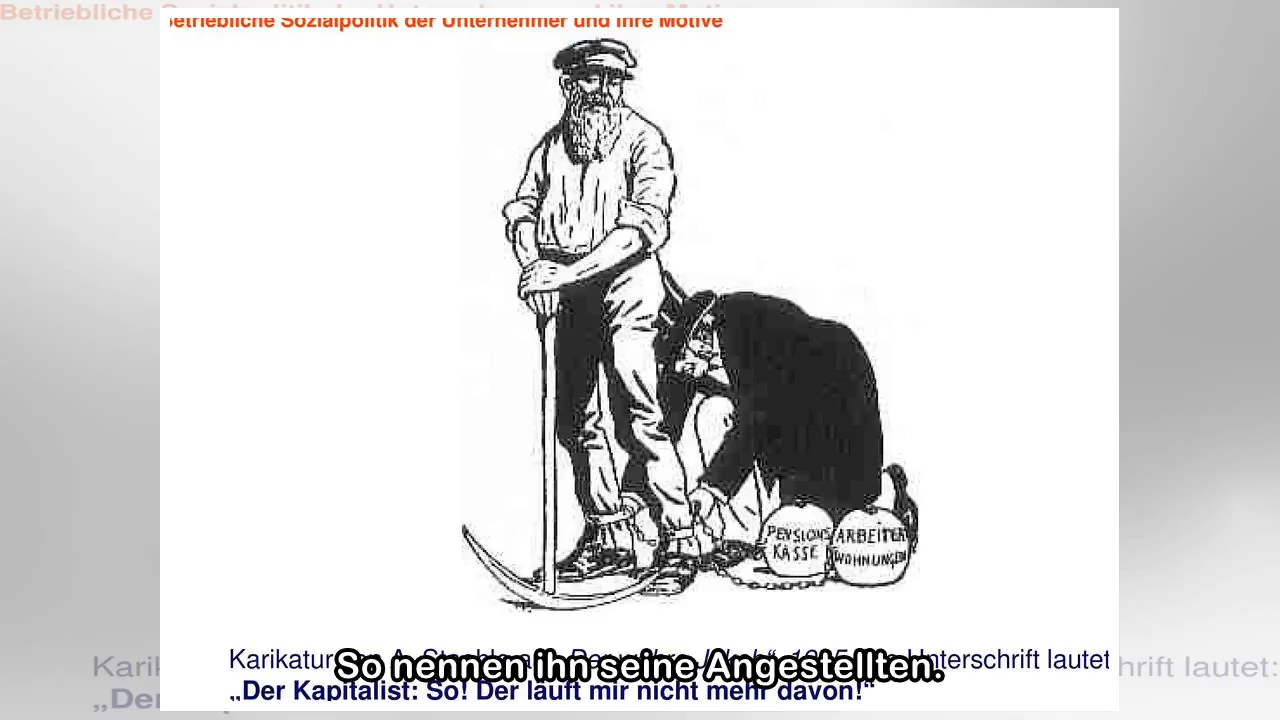 Betriebliche Sozialpolitik der Unternehmer und ihre Motive
PENSIONS
KASSE
ARBEITER
WOHNUNGEN
Karikatur
Unterschrift lautet
So nennen ihn seine Angestellten.
„Der Kapitalist: So! Der läuft mir nicht mehr davon!“